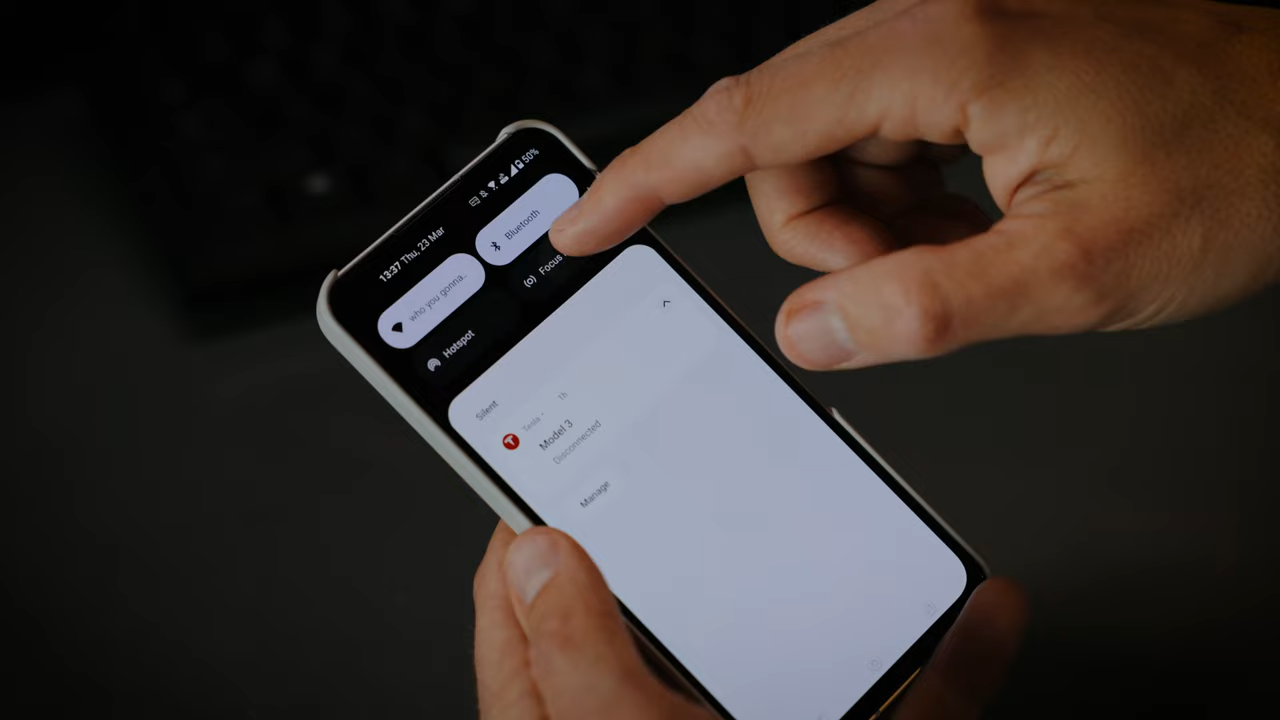 13:37 Thu, 23 Mar
50%
who you gonna..
Bluetooth
Hotspot
Focus
Silent
Tesla • 1h
Model 3
Disconnected
Manage